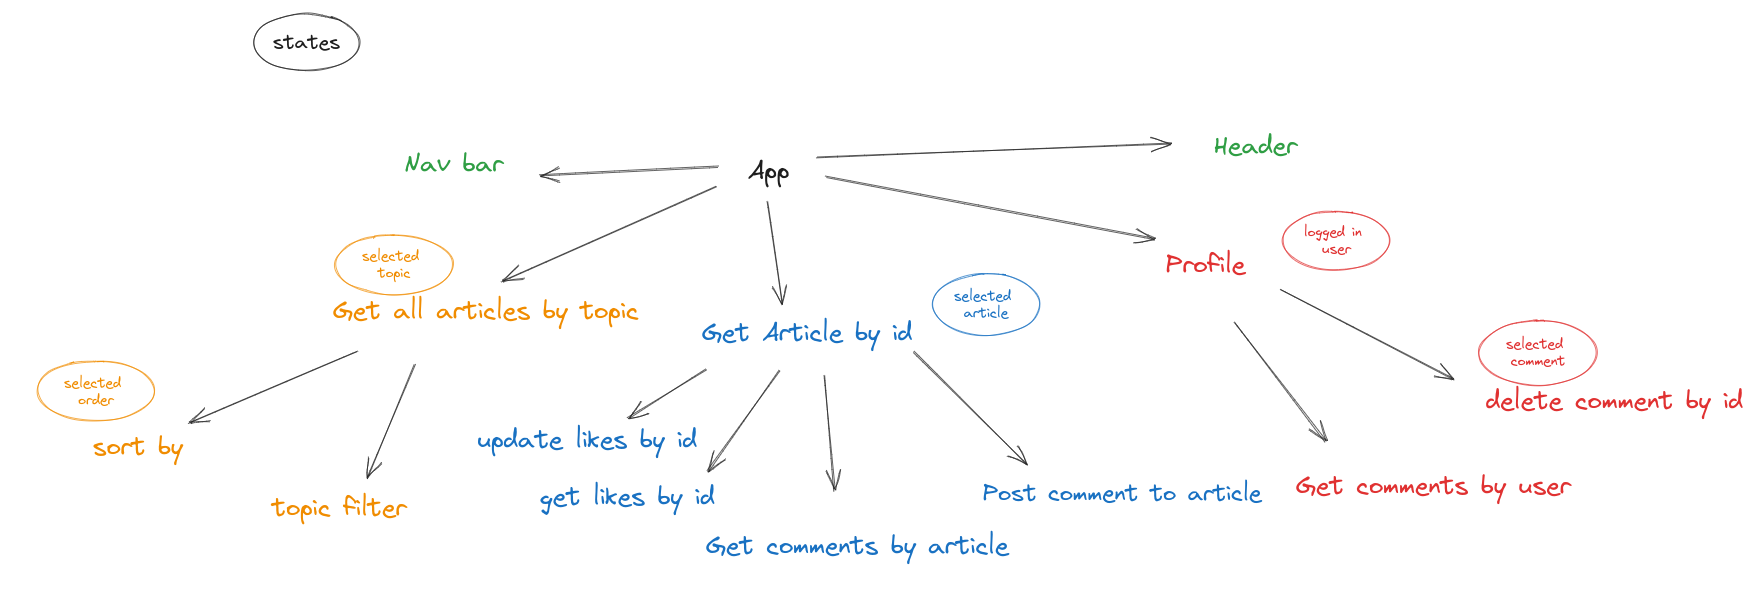 states
Nav bar
App
Header
selected
topic
Get all articles by topic
selected
article
Get Article by id
logged in
user
Profile
selected
order
sort by
topic filter
update likes by id
get likes by id
Get comments by article
Post comment to article
selected
comment
delete comment by id
Get comments by user